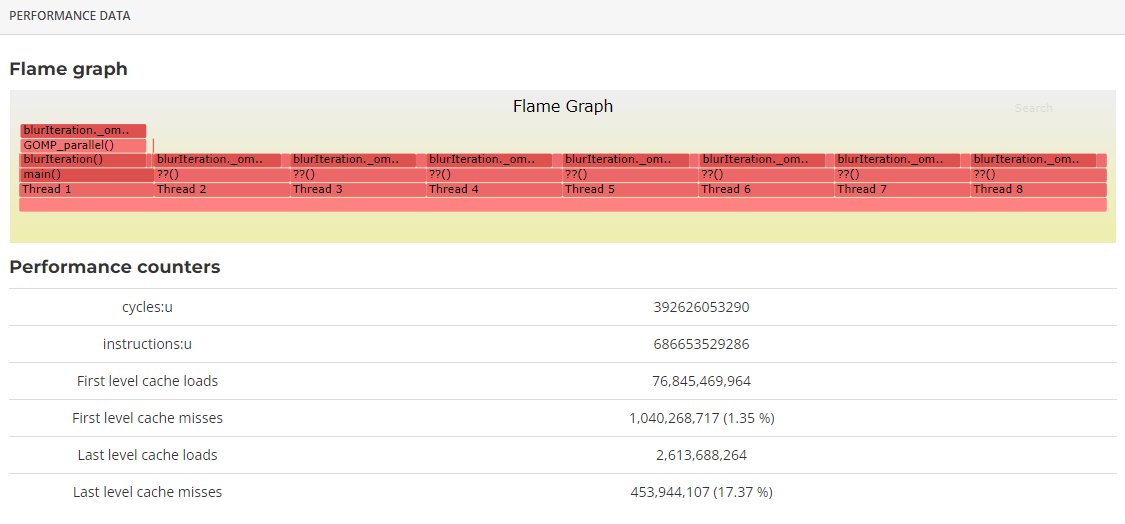 PERFORMANCE DATA
Flame graph
Flame Graph
Search
blurIteration._om..
GOMP_parallel()
blurIteration() blurIteration._om.. blurIteration._om.. blurIteration._om.. blurIteration._om.. blurIteration._om.. blurIteration._om.. blurIteration._om..
main() ??() ??() ??() ??() ??() ??() ??()
Thread 1 Thread 2 Thread 3 Thread 4 Thread 5 Thread 6 Thread 7 Thread 8
Performance counters
cycles:u 392626053290
instructions:u 686653529286
First level cache loads 76,845,469,964
First level cache misses 1,040,268,717 (1.35 %)
Last level cache loads 2,613,688,264
Last level cache misses 453,944,107 (17.37 %)